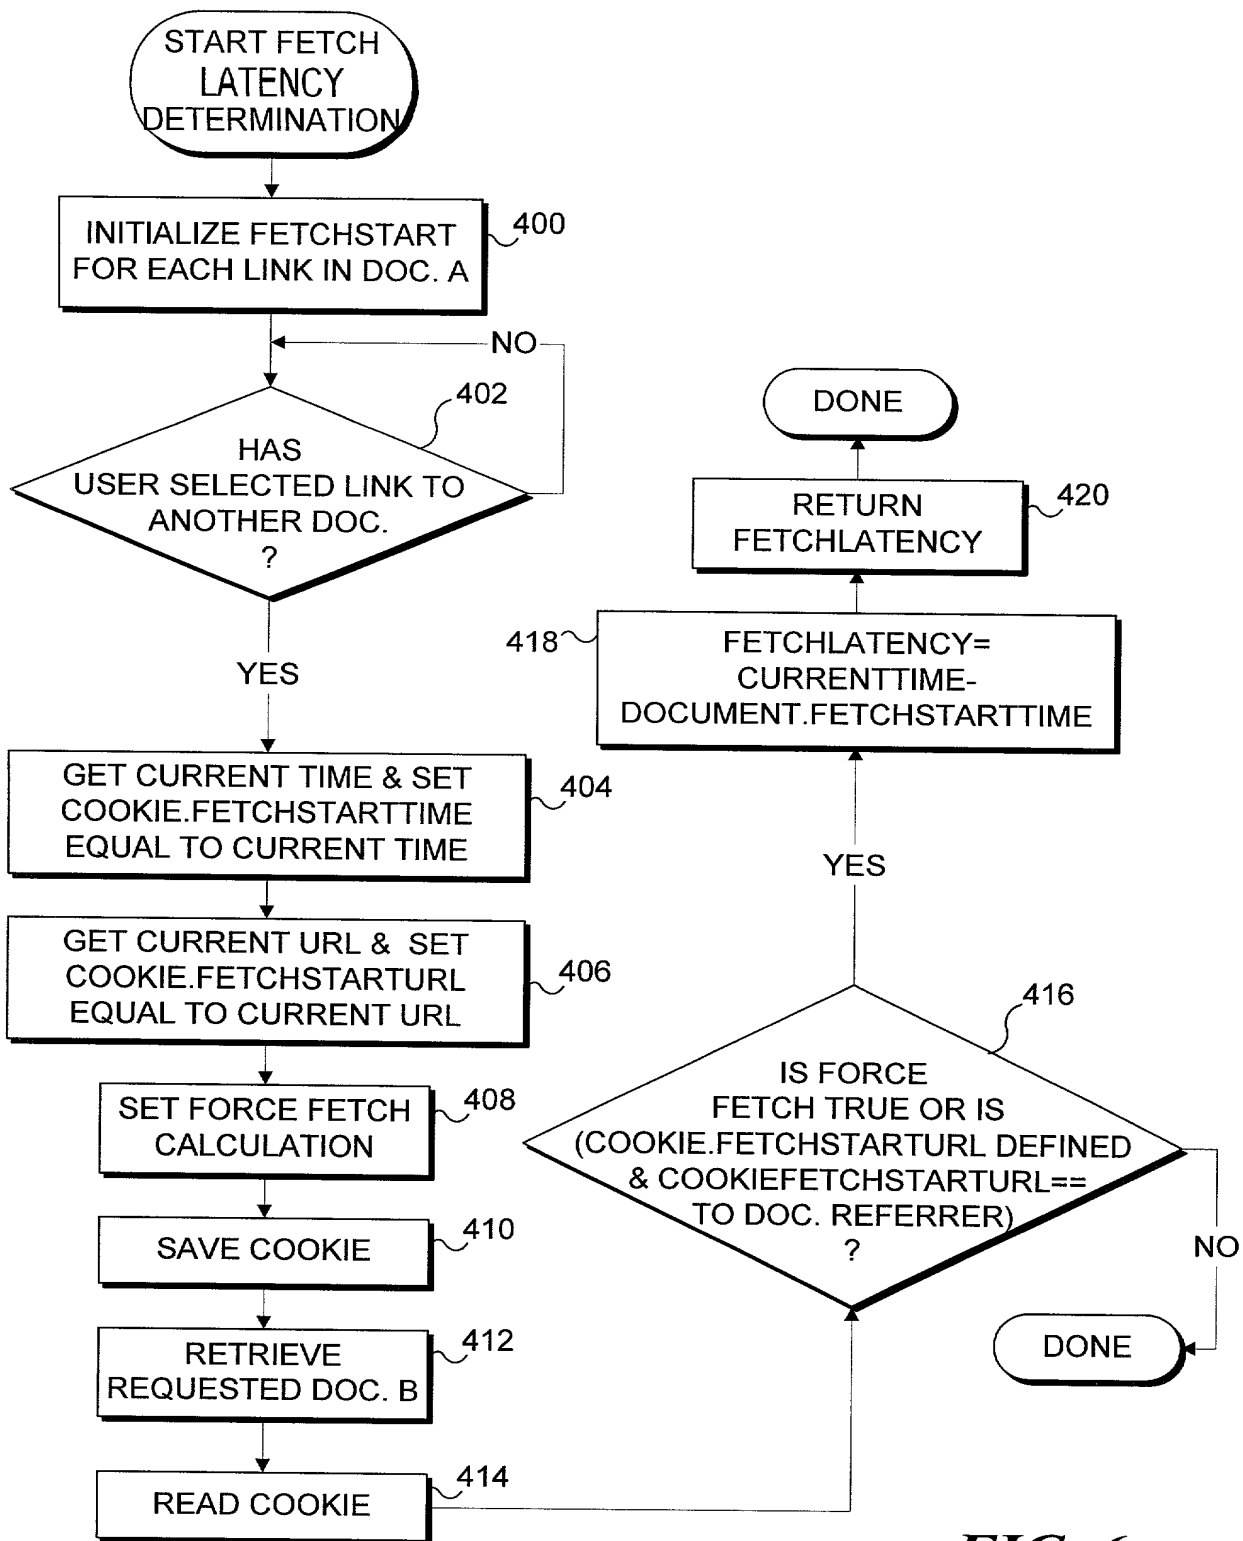 START FETCH
LATENCY
DETERMINATION
INITIALIZE FETCHSTART
FOR EACH LINK IN DOC. A
400
NO
402
HAS
USER SELECTED LINK TO
ANOTHER DOC.
?
YES
GET CURRENT TIME & SET
COOKIE.FETCHSTARTTIME
EQUAL TO CURRENT TIME
404
GET CURRENT URL & SET
COOKIE.FETCHSTARTURL
EQUAL TO CURRENT URL
406
SET FORCE FETCH
CALCULATION
408
SAVE COOKIE
410
RETRIEVE
REQUESTED DOC. B
412
READ COOKIE
414
416
IS FORCE
FETCH TRUE OR IS
(COOKIE.FETCHSTARTURL DEFINED
& COOKIEFETCHSTARTURL==
TO DOC. REFERRER)
?
NO
DONE
YES
418
FETCHLATENCY=
CURRENTTIME-
DOCUMENT.FETCHSTARTTIME
RETURN
FETCHLATENCY
420
DONE